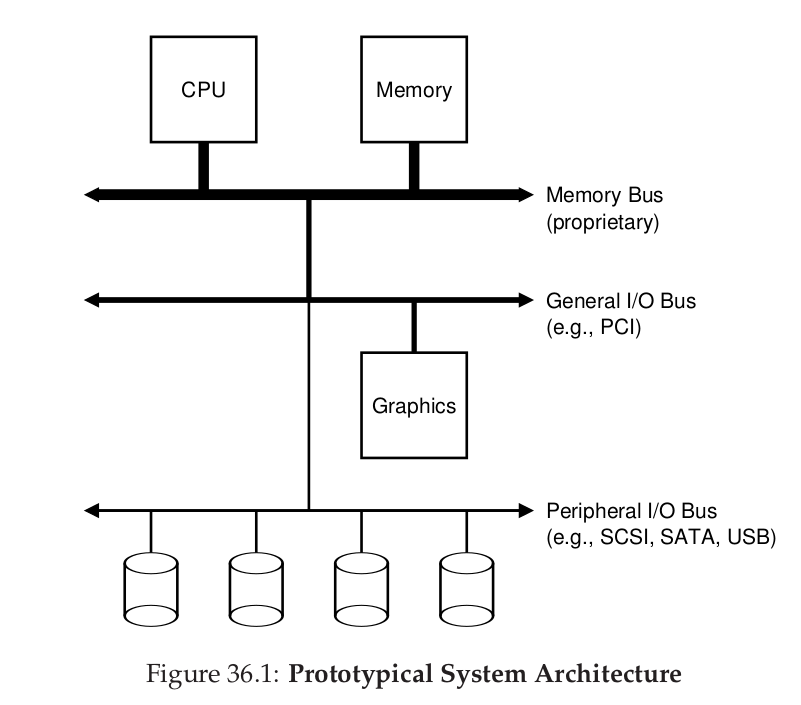 CPU
Memory
Memory Bus
(proprietary)
General I/O Bus
(e.g., PCI)
Graphics
Peripheral I/O Bus
(e.g., SCSI, SATA, USB)
Figure 36.1: Prototypical System Architecture